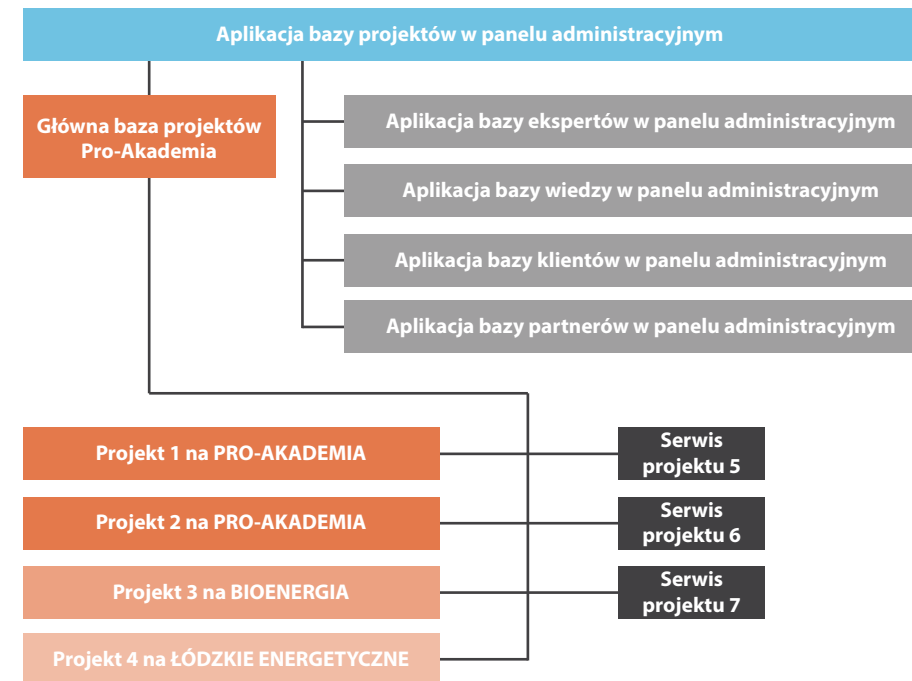 Aplikacja bazy projektów w panelu administracyjnym
Główna baza projektów
Pro-Akademia
Aplikacja bazy ekspertów w panelu administracyjnym
Aplikacja bazy wiedzy w panelu administracyjnym
Aplikacja bazy klientów w panelu administracyjnym
Aplikacja bazy partnerów w panelu administracyjnym
Projekt 1 na PRO-AKADEMIA
Serwis
projektu 5
Projekt 2 na PRO-AKADEMIA
Serwis
projektu 6
Projekt 3 na BIOENERGIA
Serwis
projektu 7
Projekt 4 na ŁÓDZKIE ENERGETYCZNE